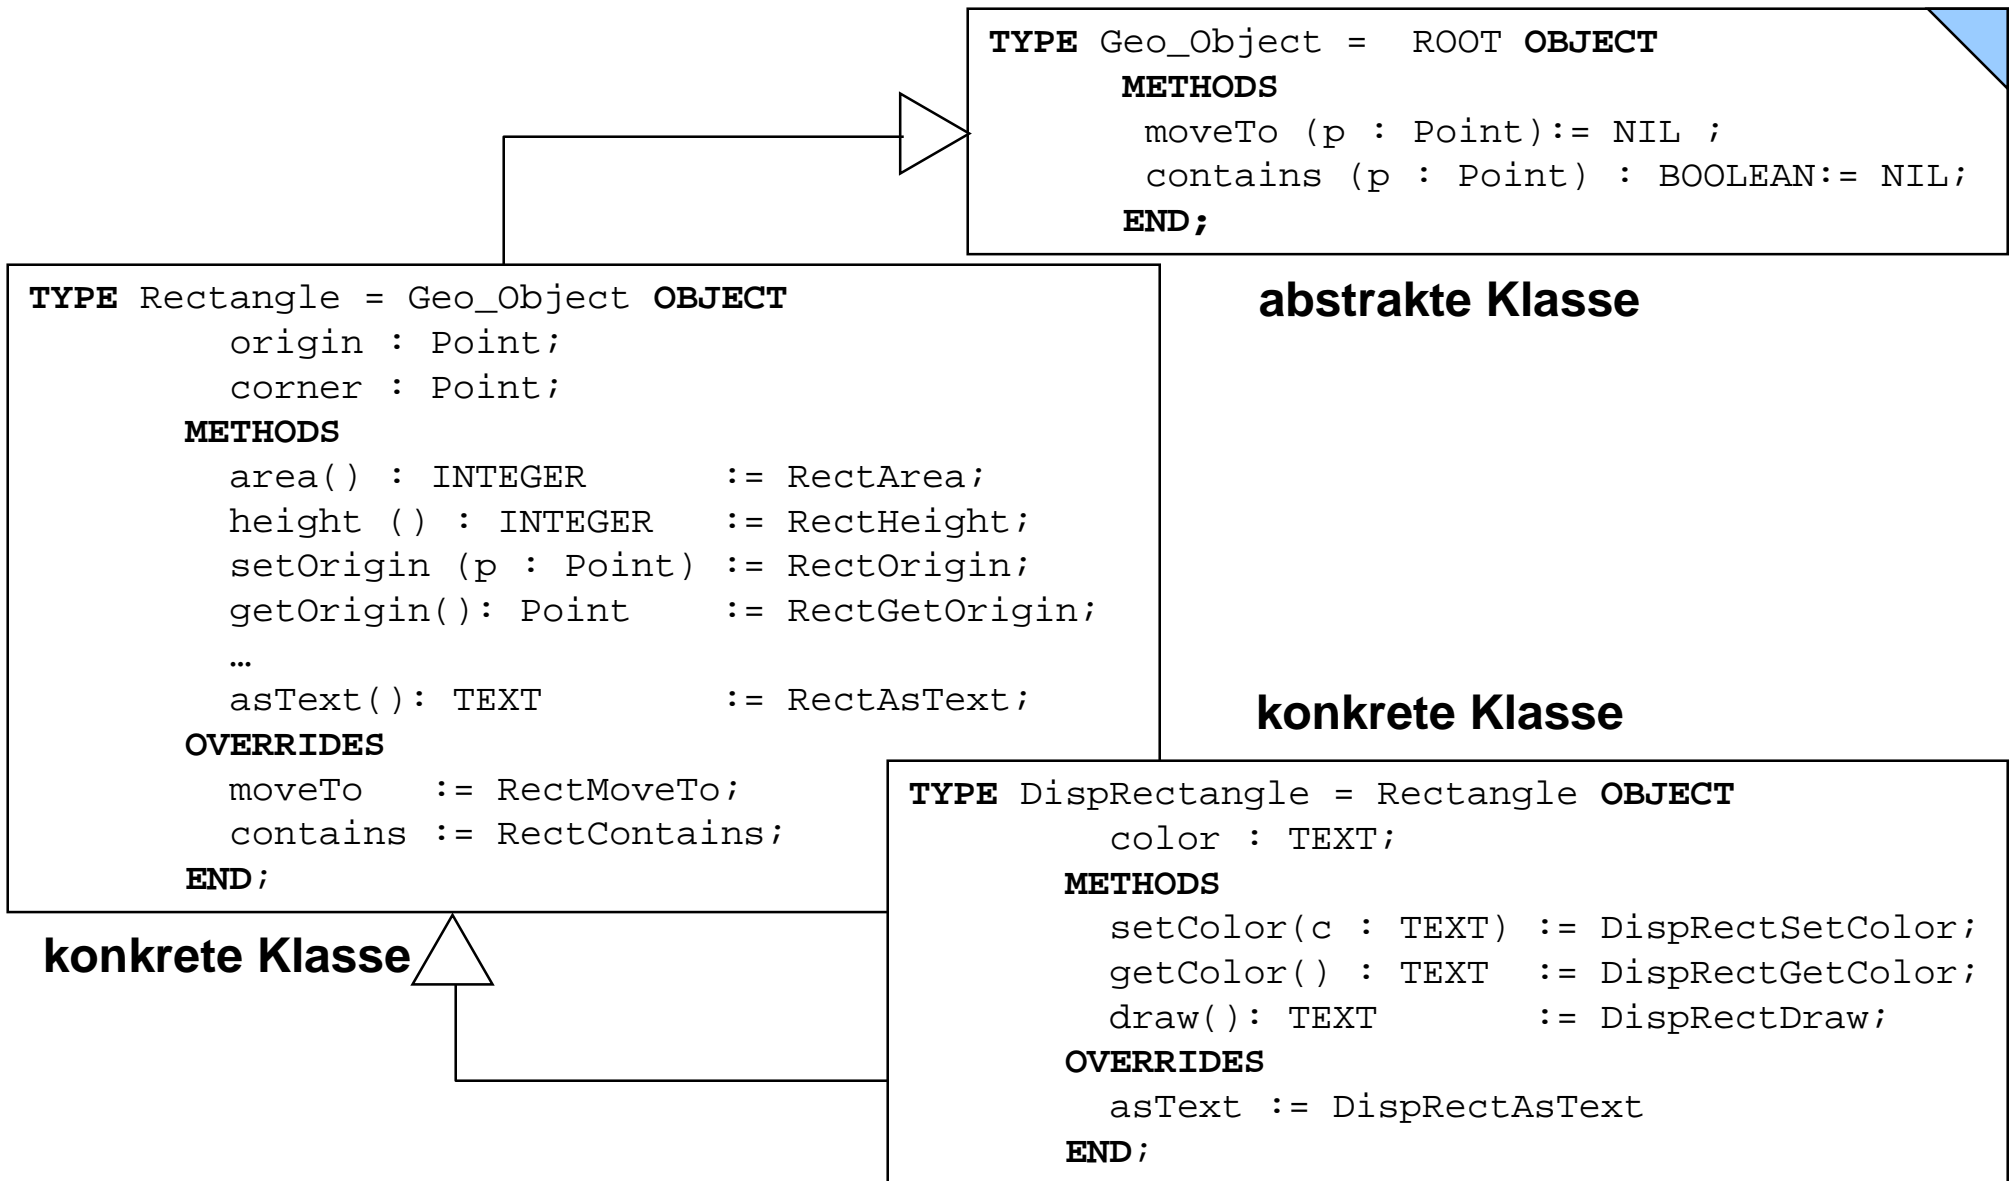 TYPE Geo_Object =  ROOT OBJECT
METHODS
moveTo (p : Point):= NIL ;
contains (p : Point) : BOOLEAN:= NIL;
END;
abstrakte Klasse
TYPE Rectangle = Geo_Object OBJECT
origin : Point;
corner : Point;
METHODS
area() : INTEGER      := RectArea;
height () : INTEGER   := RectHeight;
setOrigin (p : Point) := RectOrigin;
getOrigin(): Point    := RectGetOrigin;
…
asText(): TEXT        := RectAsText;
OVERRIDES
moveTo   := RectMoveTo;
contains := RectContains;
END;
konkrete Klasse
konkrete Klasse
TYPE DispRectangle = Rectangle OBJECT
color : TEXT;
METHODS
setColor(c : TEXT) := DispRectSetColor;
getColor() : TEXT  := DispRectGetColor;
draw(): TEXT       := DispRectDraw;
OVERRIDES
asText := DispRectAsText
END;